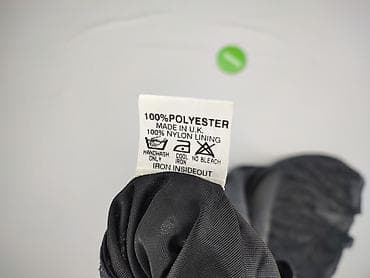 100%POLYESTER
MADE IN U.K.
100% NYLON LINING
HANDWASH ONLY
COOL IRON
NO BLEACH
IRON INSIDEOUT